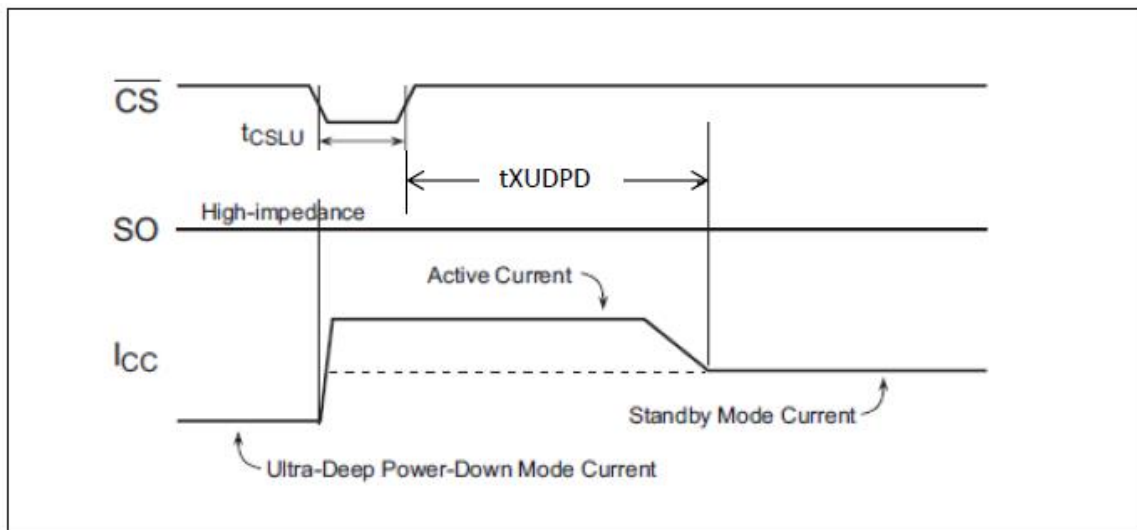 CS
tCSLU
tXUDPD
High-impedance
SO
Active Current
ICC
Standby Mode Current
Ultra-Deep Power-Down Mode Current